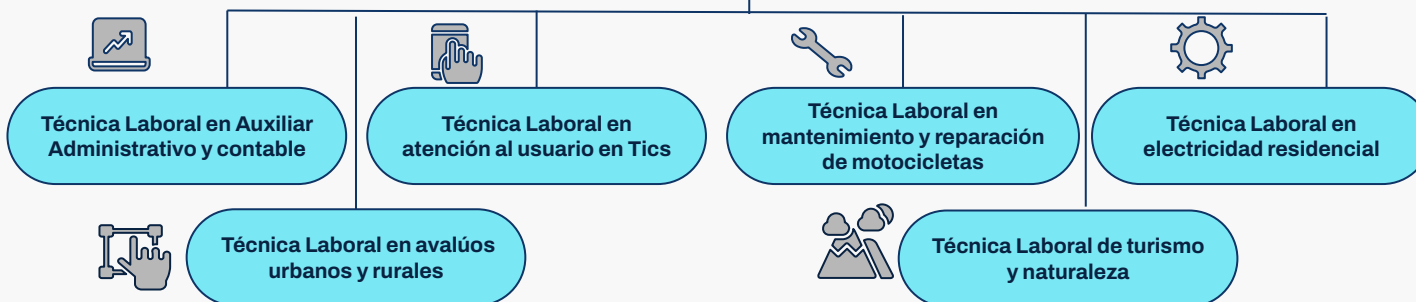 Técnica Laboral en Auxiliar
Administrativo y contable
Técnica Laboral en
atención al usuario en Tics
Técnica Laboral en
mantenimiento y reparación
de motocicletas
Técnica Laboral en
electricidad residencial
Técnica Laboral en avalúos
urbanos y rurales
Técnica Laboral de turismo
y naturaleza